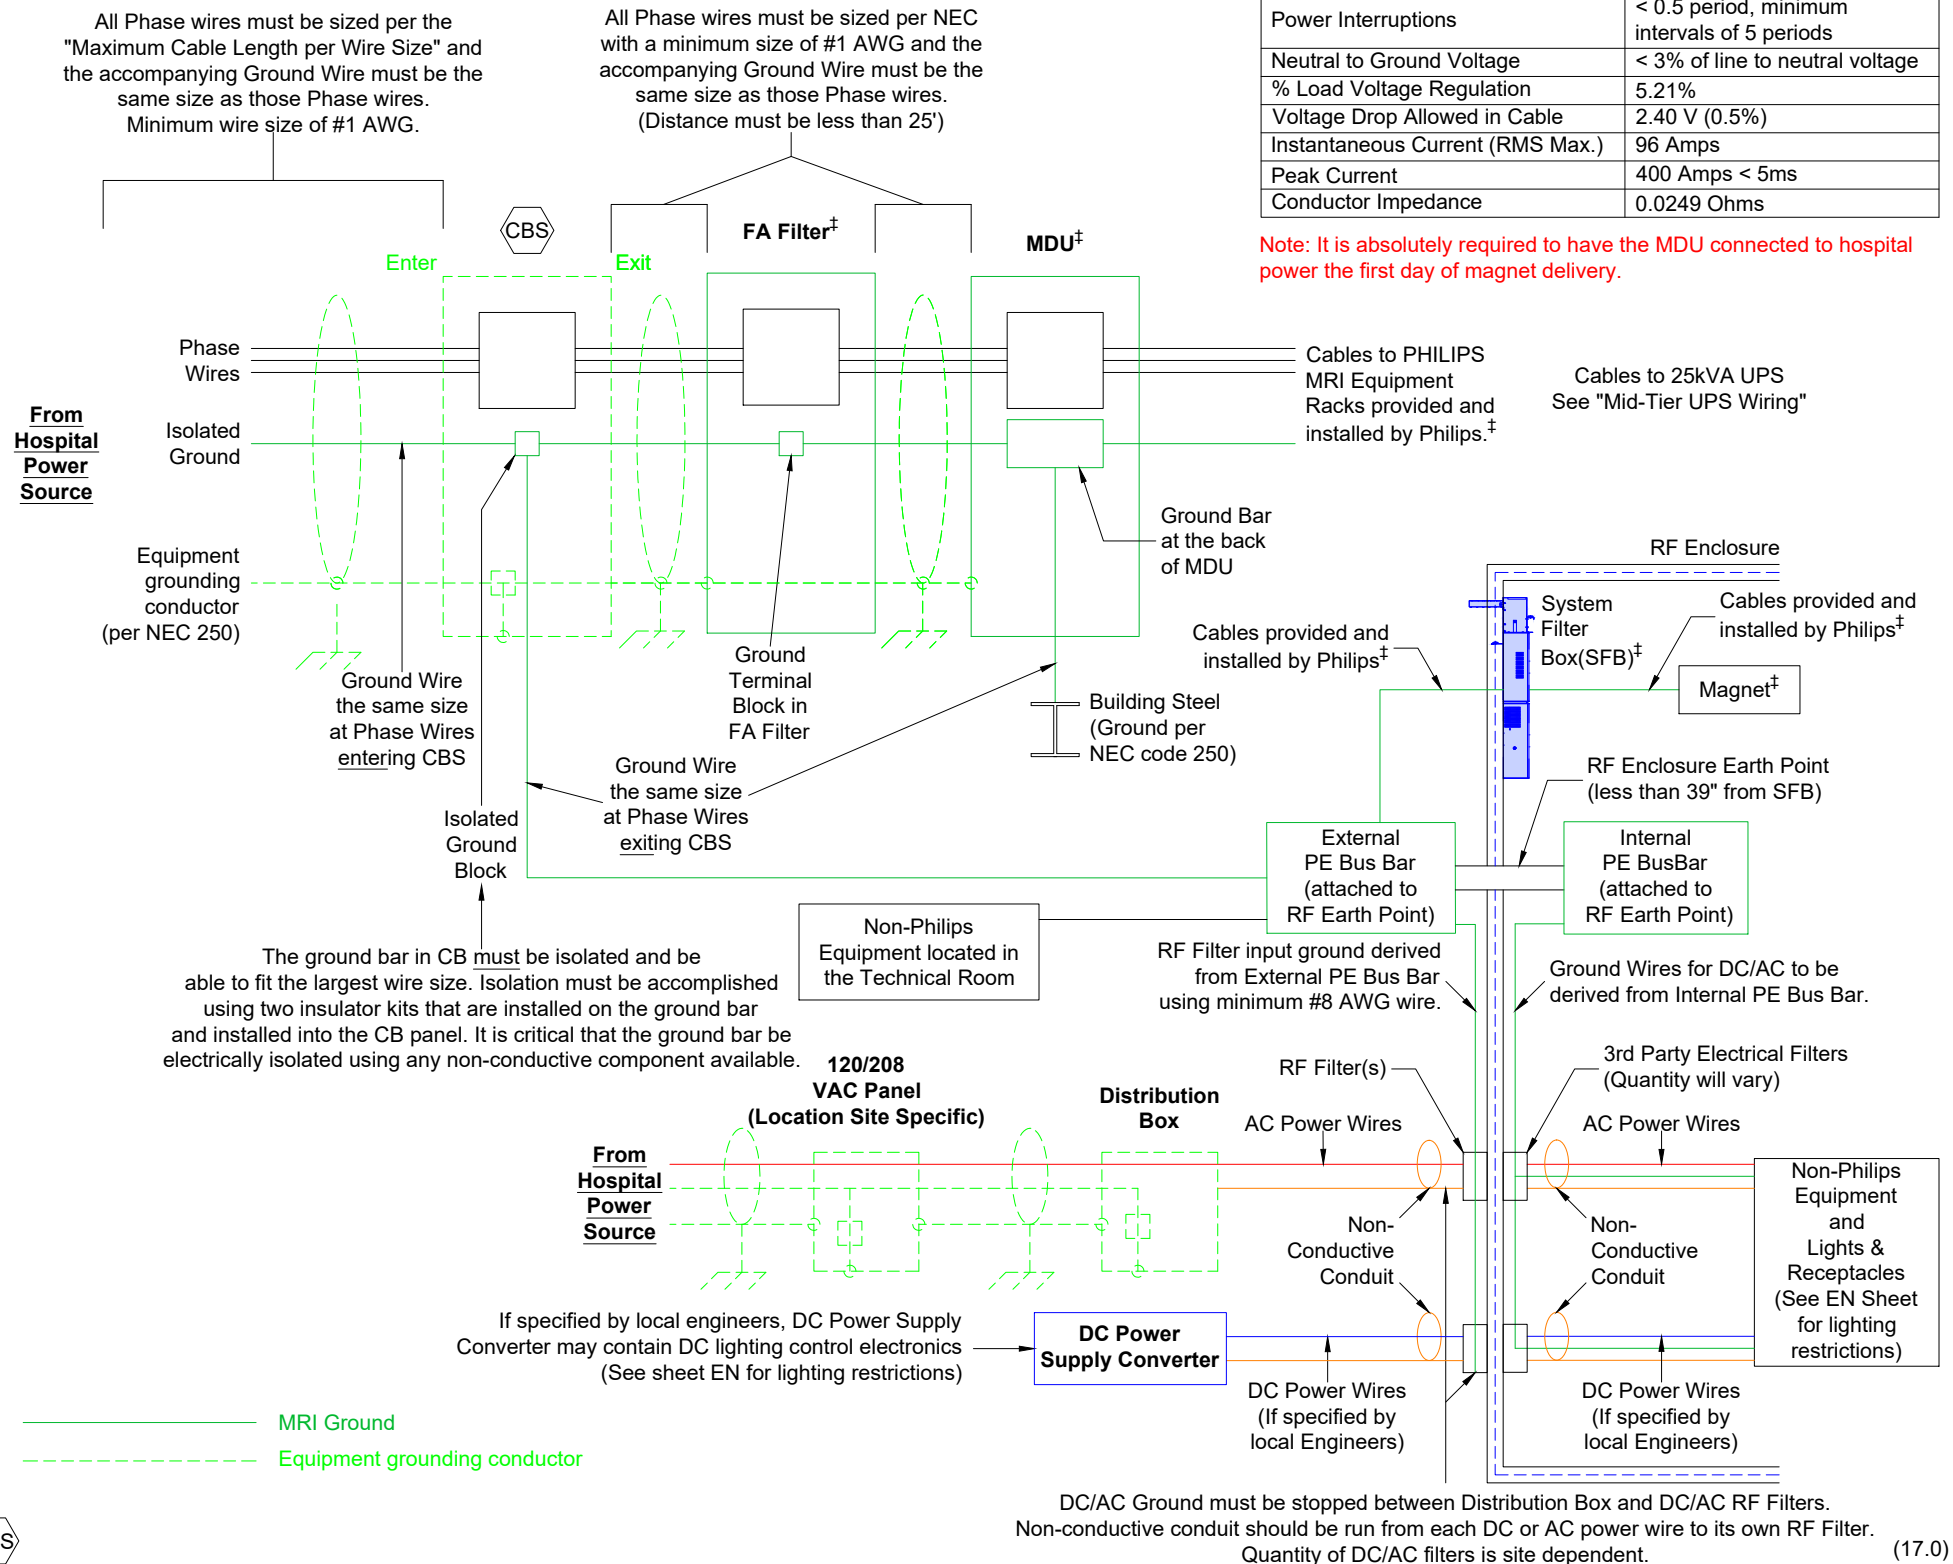 All Phase wires must be sized per the
"Maximum Cable Length per Wire Size" and
the accompanying Ground Wire must be the
same size as those Phase wires.
Minimum wire size of #1 AWG.
All Phase wires must be sized per NEC
with a minimum size of #1 AWG and the
accompanying Ground Wire must be the
same size as those Phase wires.
(Distance must be less than 25')
Power Interruptions
< 0.5 period, minimum
intervals of 5 periods
Neutral to Ground Voltage
< 3% of line to neutral voltage
% Load Voltage Regulation
5.21%
Voltage Drop Allowed in Cable
2.40 V (0.5%)
Instantaneous Current (RMS Max.)
96 Amps
Peak Current
400 Amps < 5ms
Conductor Impedance
0.0249 Ohms
Note: It is absolutely required to have the MDU connected to hospital
power the first day of magnet delivery.
CBS
FA Filter‡
MDU‡
Enter
Exit
Phase
Wires
From
Hospital
Power
Source
Isolated
Ground
Equipment
grounding
conductor
(per NEC 250)
Cables to PHILIPS
MRI Equipment
Racks provided and
installed by Philips.‡
Cables to 25kVA UPS
See "Mid-Tier UPS Wiring"
Ground Bar
at the back
of MDU
RF Enclosure
System
Filter
Box(SFB)‡
Cables provided and
installed by Philips‡
Cables provided and
installed by Philips‡
Magnet‡
Ground Wire
the same size
at Phase Wires
entering CBS
Ground
Terminal
Block in
FA Filter
Building Steel
(Ground per
NEC code 250)
Ground Wire
the same size
at Phase Wires
exiting CBS
Isolated
Ground
Block
RF Enclosure Earth Point
(less than 39" from SFB)
External
PE Bus Bar
(attached to
RF Earth Point)
Internal
PE BusBar
(attached to
RF Earth Point)
Non-Philips
Equipment located in
the Technical Room
The ground bar in CB must be isolated and be
able to fit the largest wire size. Isolation must be accomplished
using two insulator kits that are installed on the ground bar
and installed into the CB panel. It is critical that the ground bar be
electrically isolated using any non-conductive component available.
RF Filter input ground derived
from External PE Bus Bar
using minimum #8 AWG wire.
Ground Wires for DC/AC to be
derived from Internal PE Bus Bar.
120/208
VAC Panel
(Location Site Specific)
Distribution
Box
RF Filter(s)
3rd Party Electrical Filters
(Quantity will vary)
AC Power Wires
AC Power Wires
From
Hospital
Power
Source
Non-
Conductive
Conduit
Non-
Conductive
Conduit
Non-Philips
Equipment
and
Lights &
Receptacles
(See EN Sheet
for lighting
restrictions)
If specified by local engineers, DC Power Supply
Converter may contain DC lighting control electronics
(See sheet EN for lighting restrictions)
DC Power
Supply Converter
DC Power Wires
(If specified by
local Engineers)
DC Power Wires
(If specified by
local Engineers)
MRI Ground
Equipment grounding conductor
DC/AC Ground must be stopped between Distribution Box and DC/AC RF Filters.
Non-conductive conduit should be run from each DC or AC power wire to its own RF Filter.
Quantity of DC/AC filters is site dependent.
S
(17.0)